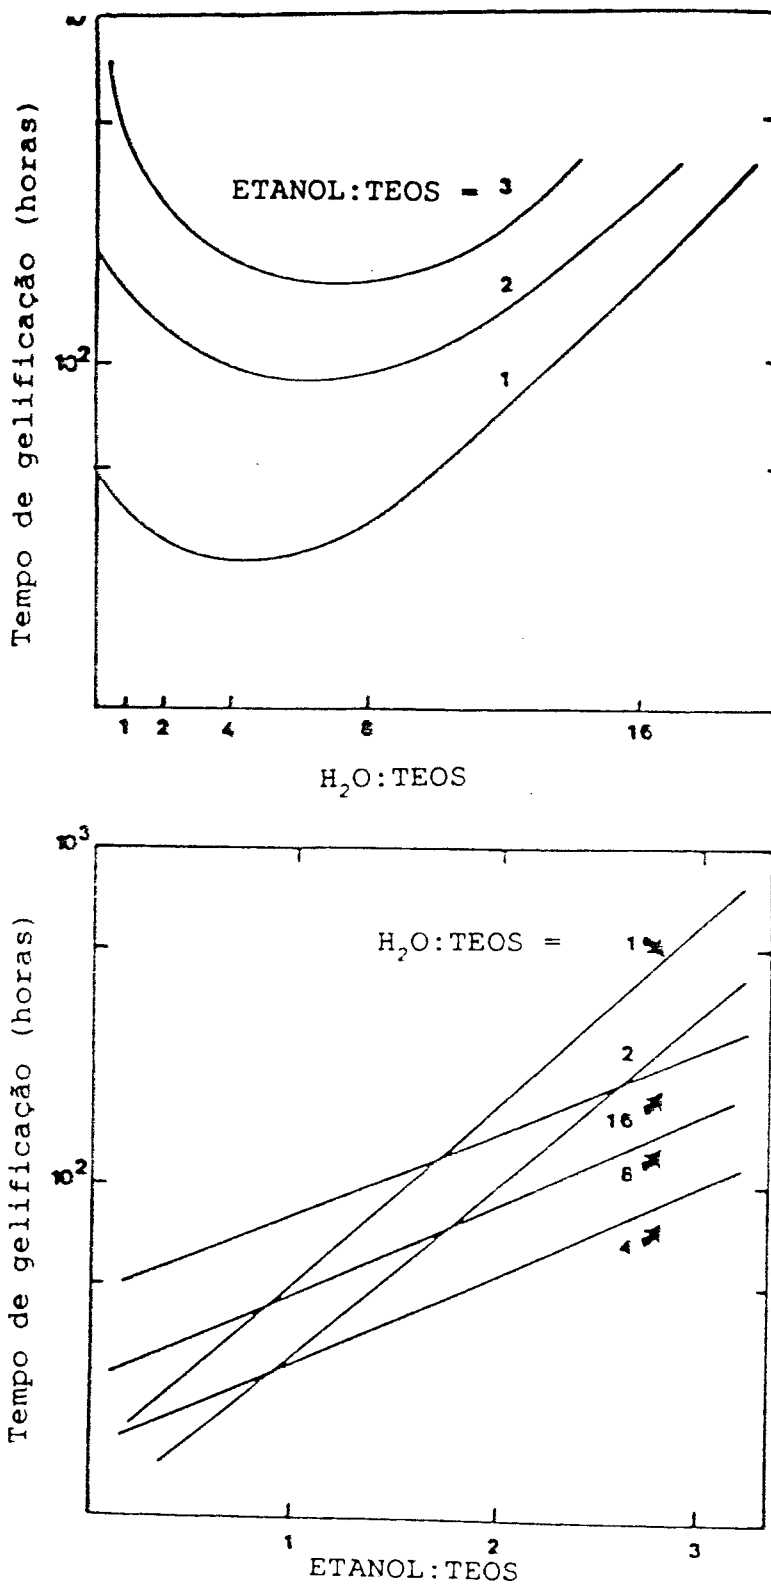 Tempo de gelificação (horas)
ETANOL:TEOS = 3
2
1
1 2 4 8 16
H₂O:TEOS
10³
H₂O:TEOS = 1
2
16
10²
8
4
Tempo de gelificação (horas)
1 2 3
ETANOL:TEOS